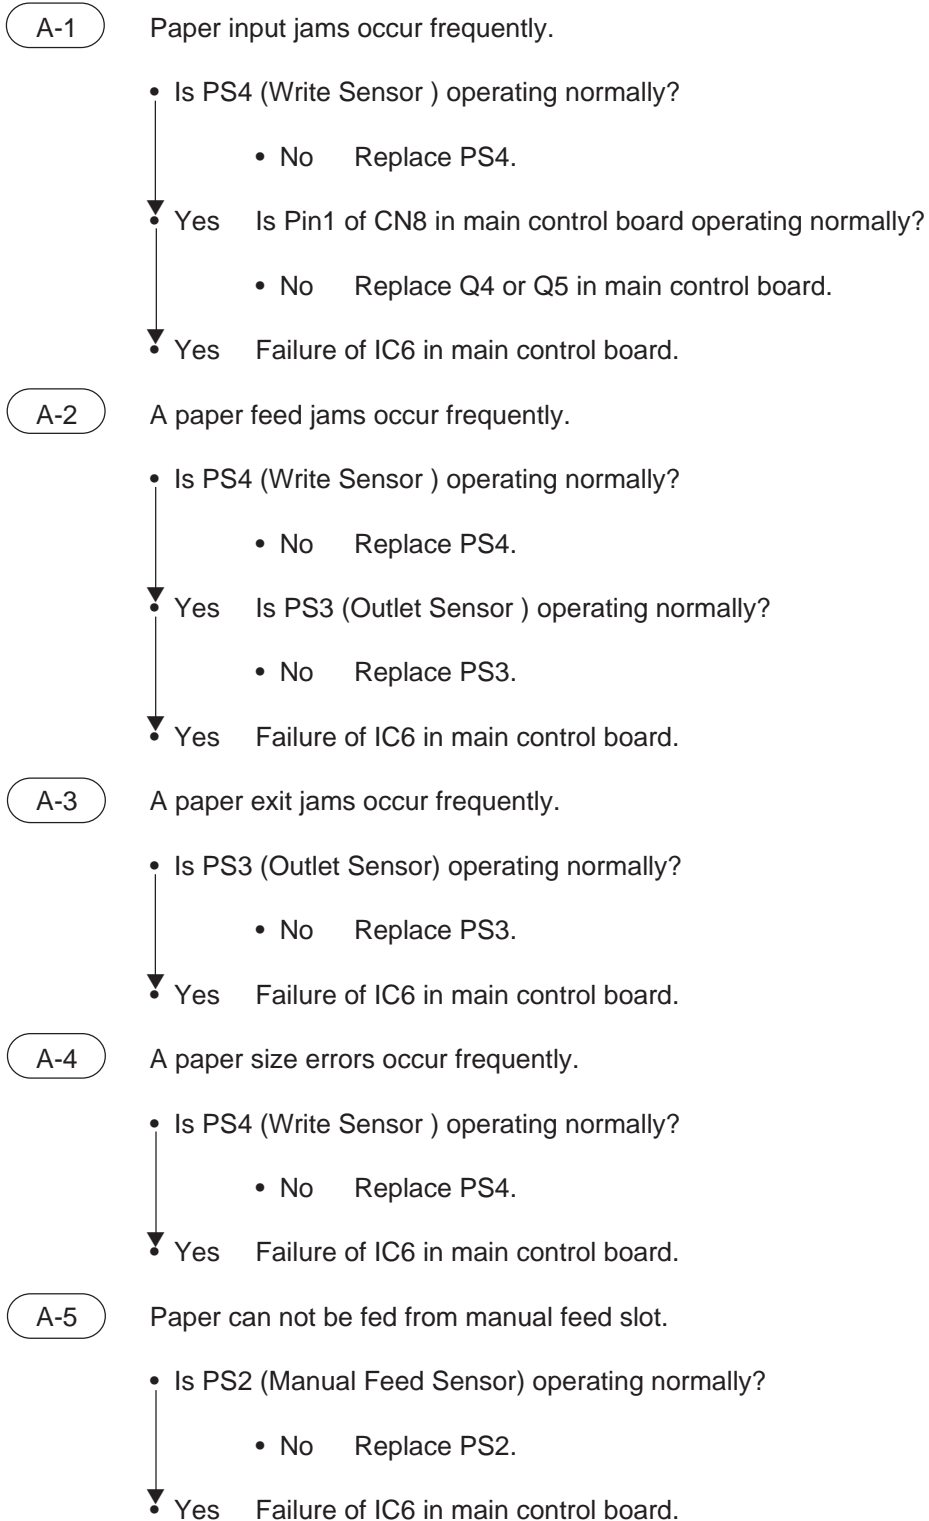 A-1 Paper input jams occur frequently.
• Is PS4 (Write Sensor ) operating normally?
• No Replace PS4.
• Yes Is Pin1 of CN8 in main control board operating normally?
• No Replace Q4 or Q5 in main control board.
• Yes Failure of IC6 in main control board.
A-2 A paper feed jams occur frequently.
• Is PS4 (Write Sensor ) operating normally?
• No Replace PS4.
• Yes Is PS3 (Outlet Sensor ) operating normally?
• No Replace PS3.
• Yes Failure of IC6 in main control board.
A-3 A paper exit jams occur frequently.
• Is PS3 (Outlet Sensor) operating normally?
• No Replace PS3.
• Yes Failure of IC6 in main control board.
A-4 A paper size errors occur frequently.
• Is PS4 (Write Sensor ) operating normally?
• No Replace PS4.
• Yes Failure of IC6 in main control board.
A-5 Paper can not be fed from manual feed slot.
• Is PS2 (Manual Feed Sensor) operating normally?
• No Replace PS2.
• Yes Failure of IC6 in main control board.